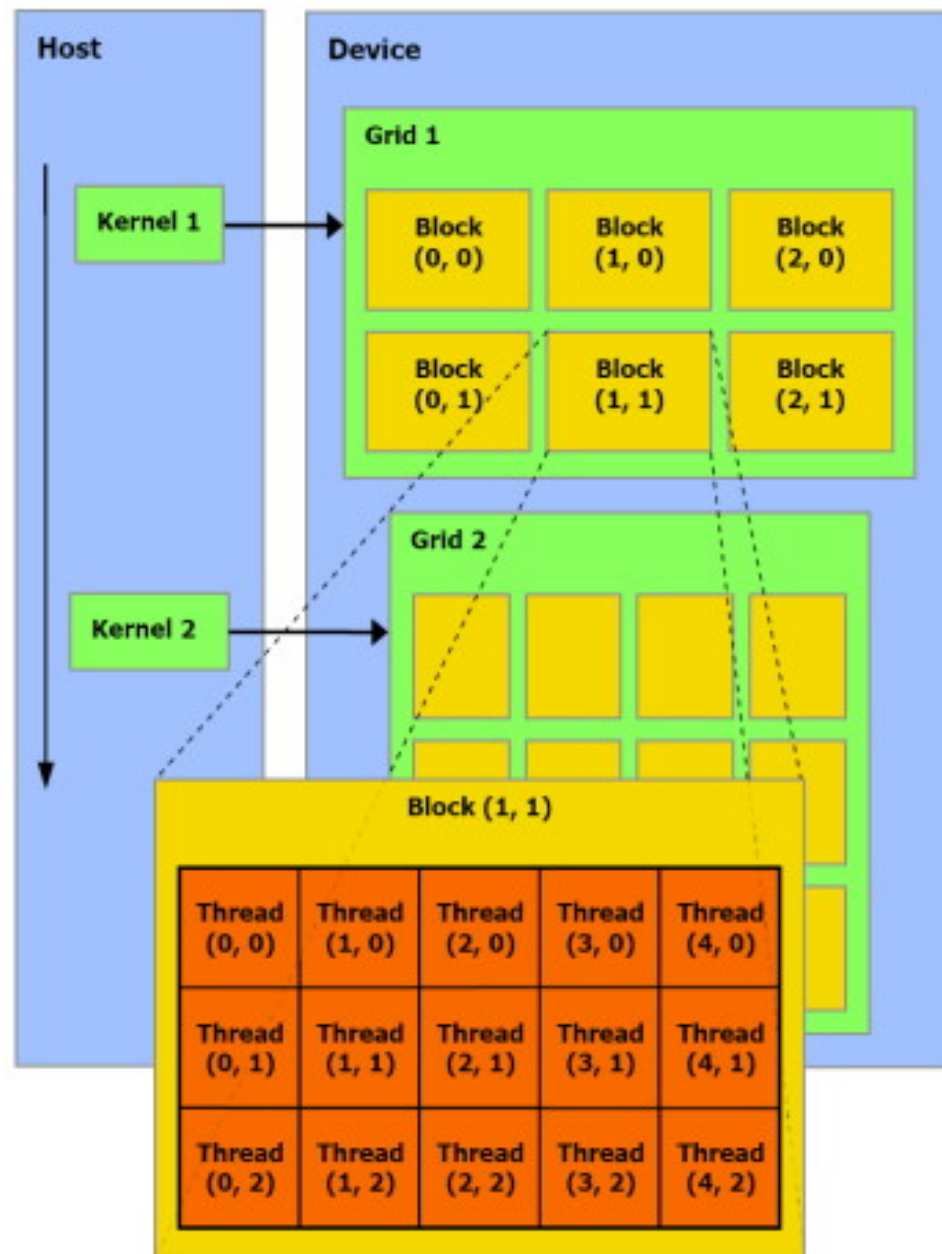 Host
Device
Grid 1
Kernel 1
Block
(0, 0)
Block
(1, 0)
Block
(2, 0)
Block
(0, 1)
Block
(1, 1)
Block
(2, 1)
Grid 2
Kernel 2
Block (1, 1)
Thread
(0, 0)
Thread
(1, 0)
Thread
(2, 0)
Thread
(3, 0)
Thread
(4, 0)
Thread
(0, 1)
Thread
(1, 1)
Thread
(2, 1)
Thread
(3, 1)
Thread
(4, 1)
Thread
(0, 2)
Thread
(1, 2)
Thread
(2, 2)
Thread
(3, 2)
Thread
(4, 2)